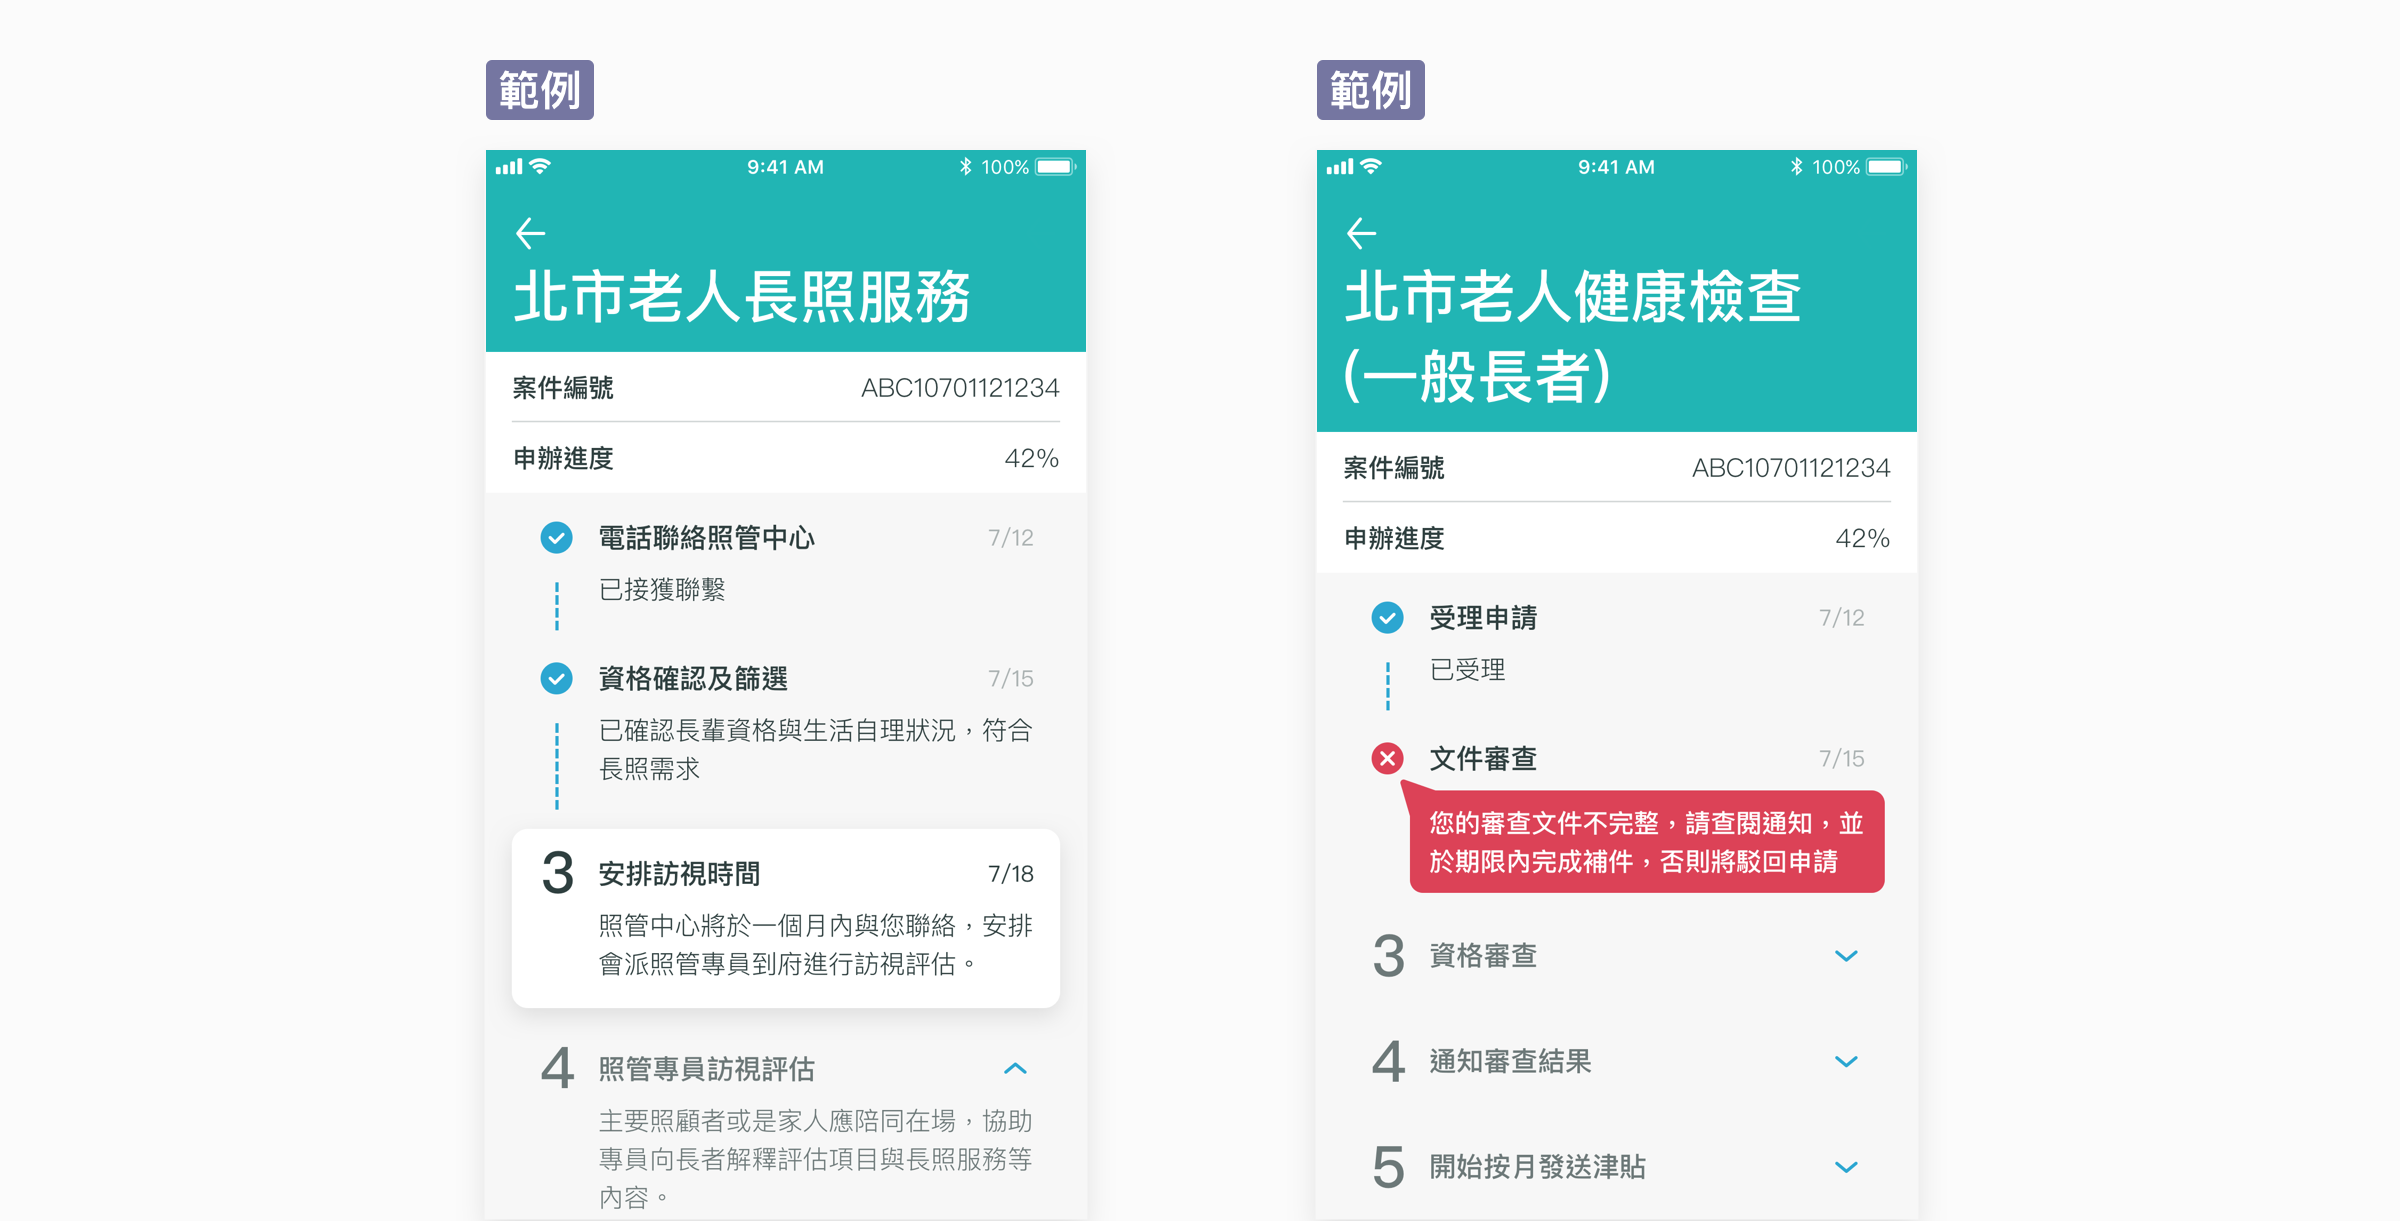 範例
9:41 AM
100%
北市老人長照服務
案件編號
ABC10701121234
申辦進度
42%
電話聯絡照管中心
7/12
已接獲聯繫
資格確認及篩選
7/15
已確認長輩資格與生活自理狀況，符合
長照需求
3
安排訪視時間
7/18
照管中心將於一個月內與您聯絡，安排
會派照管專員到府進行訪視評估。
4
照管專員訪視評估
主要照顧者或是家人應陪同在場，協助
專員向長者解釋評估項目與長照服務等
內容。
範例
9:41 AM
100%
北市老人健康檢查
(一般長者)
案件編號
ABC10701121234
申辦進度
42%
受理申請
7/12
已受理
文件審查
7/15
您的審查文件不完整，請查閱通知，並
於期限內完成補件，否則將駁回申請
3
資格審查
4
通知審查結果
5
開始按月發送津貼